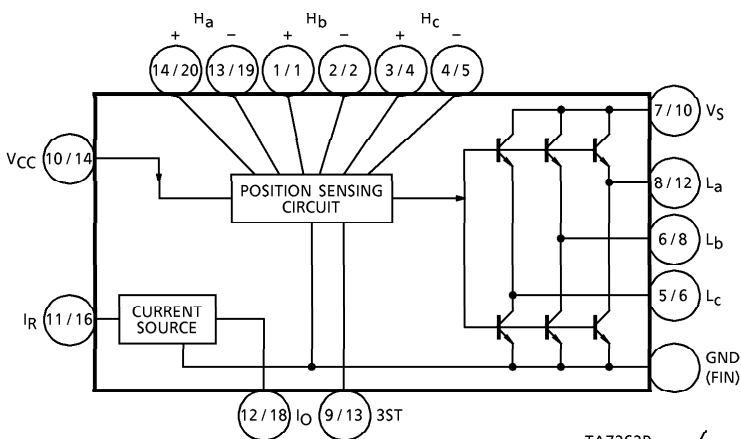 Ha Hb Hc
+ − + − + −
14 / 20 13 / 19 1 / 1 2 / 2 3 / 4 4 / 5
7 / 10 VS
VCC 10 / 14
8 / 12 La
POSITION SENSING
CIRCUIT
6 / 8 Lb
5 / 6 Lc
IR 11 / 16
CURRENT
SOURCE
GND
(FIN)
12 / 18 IO 9 / 13 3ST